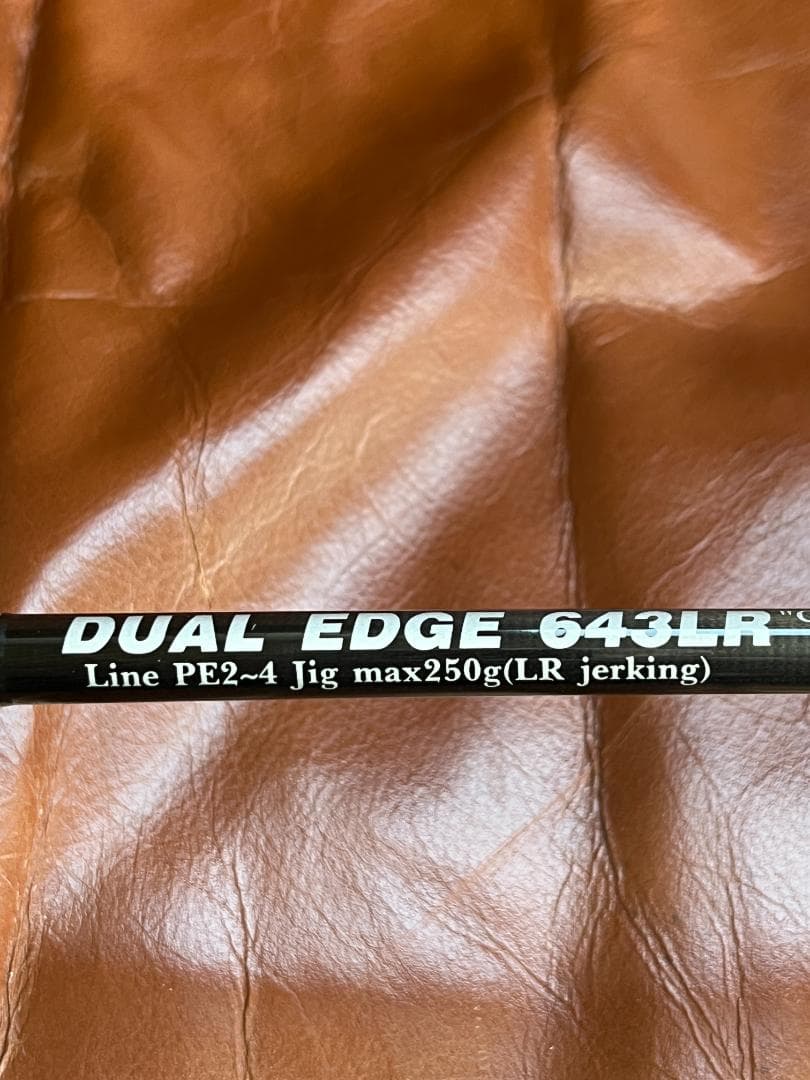 DUAL EDGE 643LR
Line PE2~4 Jig max250g(LR jerking)